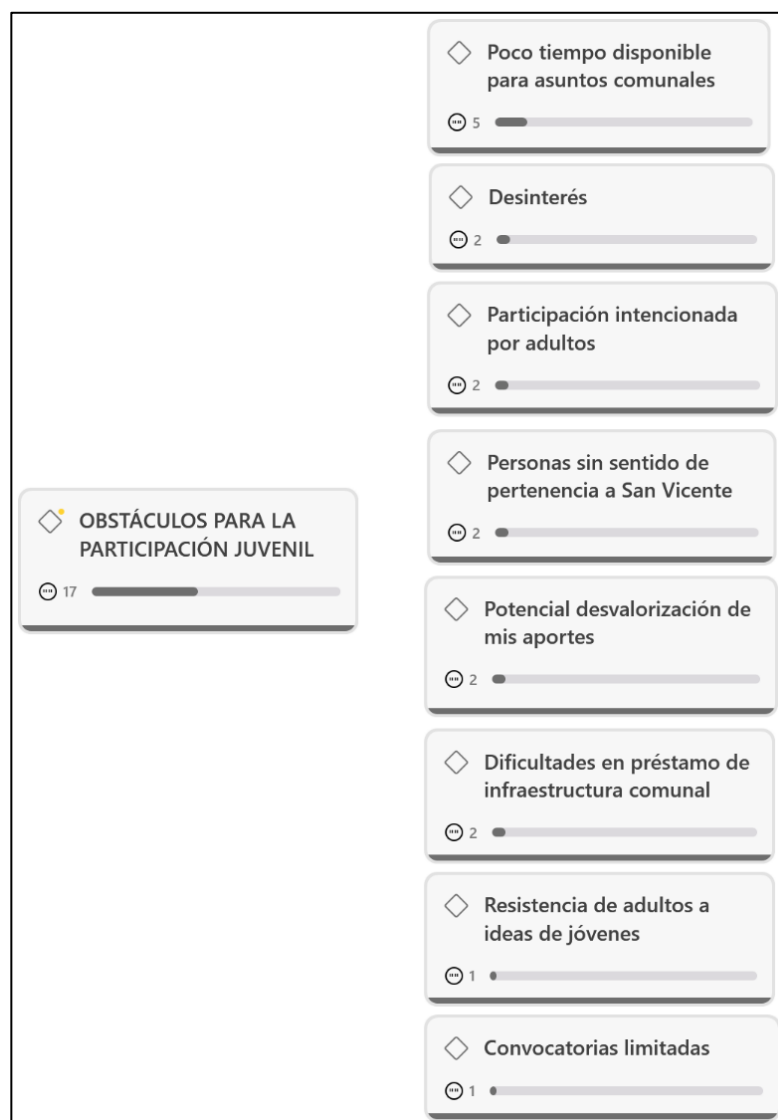 Poco tiempo disponible
para asuntos comunales
5
Desinterés
2
Participación intencionada
por adultos
2
Personas sin sentido de
pertenencia a San Vicente
2
OBSTÁCULOS PARA LA
PARTICIPACIÓN JUVENIL
17
Potencial desvalorización de
mis aportes
2
Dificultades en préstamo de
infraestructura comunal
2
Resistencia de adultos a
ideas de jóvenes
1
Convocatorias limitadas
1